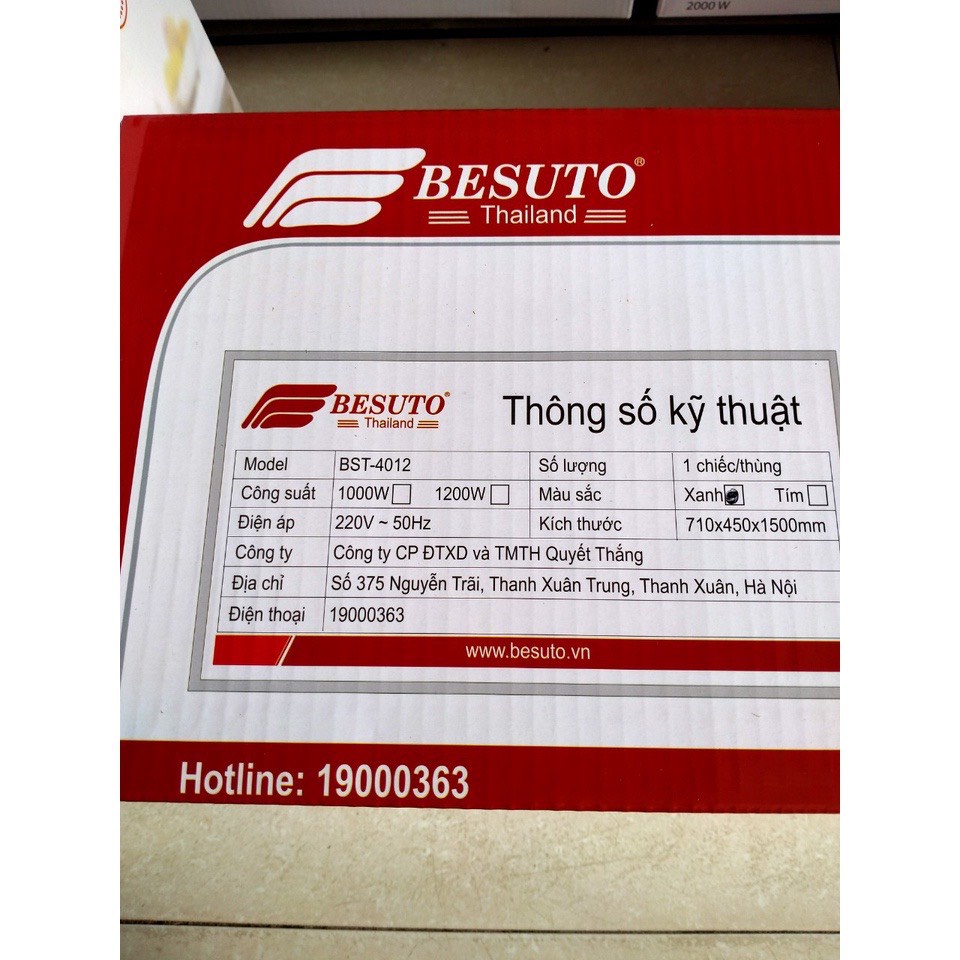 2000 W
BESUTO®
Thailand
BESUTO®
Thailand
Thông số kỹ thuật
Model BST-4012 Số lượng 1 chiếc/thùng
Công suất 1000W 1200W Màu sắc Xanh Tím
Điện áp 220V ~ 50Hz Kích thước 710x450x1500mm
Công ty Công ty CP ĐTXD và TMTH Quyết Thắng
Địa chỉ Số 375 Nguyễn Trãi, Thanh Xuân Trung, Thanh Xuân, Hà Nội
Điện thoại 19000363
www.besuto.vn
Hotline: 19000363